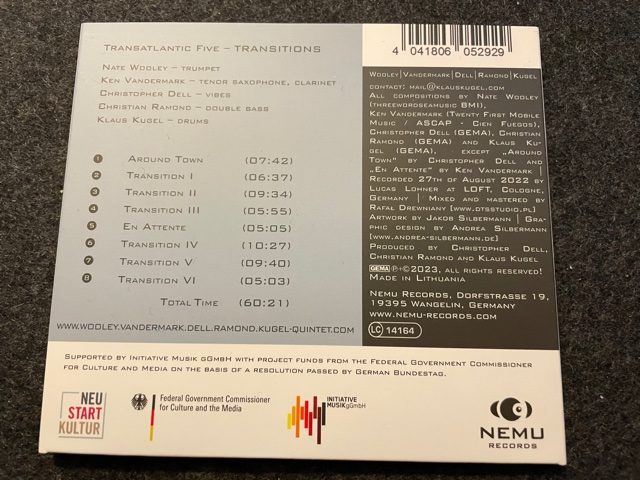 TRANSATLANTIC FIVE – TRANSITIONS
NATE WOOLEY – TRUMPET
KEN VANDERMARK – TENOR SAXOPHONE, CLARINET
CHRISTOPHER DELL – VIBES
CHRISTIAN RAMOND – DOUBLE BASS
KLAUS KUGEL – DRUMS
1 AROUND TOWN (07:42)
2 TRANSITION I (06:37)
3 TRANSITION II (09:34)
4 TRANSITION III (05:55)
5 EN ATTENTE (05:05)
6 TRANSITION IV (10:27)
7 TRANSITION V (09:40)
8 TRANSITION VI (05:03)
TOTAL TIME (60:21)
WWW.WOOLEY.VANDERMARK.DELL.RAMOND.KUGEL-QUINTET.COM
4 041806 052929
WOOLEY|VANDERMARK|DELL|RAMOND|KUGEL
CONTACT: MAIL@KLAUSKUGEL.COM
ALL COMPOSITIONS BY NATE WOOLEY
(THREEWORDSEAMUSIC BMI),
KEN VANDERMARK (TWENTY FIRST MOBILE
MUSIC / ASCAP - CIEN FUEGOS),
CHRISTOPHER DELL (GEMA), CHRISTIAN
RAMOND (GEMA) AND KLAUS KU-
GEL (GEMA), EXCEPT „AROUND
TOWN" BY CHRISTOPHER DELL AND
„EN ATTENTE" BY KEN VANDERMARK |
RECORDED 27TH OF AUGUST 2022 BY
LUCAS LOHNER AT LOFT, COLOGNE,
GERMANY | MIXED AND MASTERED BY
RAFAŁ DREWNIANY [WWW.DTSSTUDIO.PL]
ARTWORK BY JAKOB SILBERMANN | GRA-
PHIC DESIGN BY ANDREA SILBERMANN
[WWW.ANDREA-SILBERMANN.DE]
PRODUCED BY CHRISTOPHER DELL,
CHRISTIAN RAMOND AND KLAUS KUGEL
GEMA ℗+©2023, ALL RIGHTS RESERVED!
MADE IN LITHUANIA
NEMU RECORDS, DORFSTRASSE 19,
19395 WANGELIN, GERMANY
WWW.NEMU-RECORDS.COM
LC 14164
SUPPORTED BY INITIATIVE MUSIK GGMBH WITH PROJECT FUNDS FROM THE FEDERAL GOVERNMENT COMMISSIONER
FOR CULTURE AND MEDIA ON THE BASIS OF A RESOLUTION PASSED BY GERMAN BUNDESTAG.
NEU
START
KULTUR
Federal Government Commissioner
for Culture and the Media
INITIATIVE
MUSIKgGmbH
NEMU
RECORDS